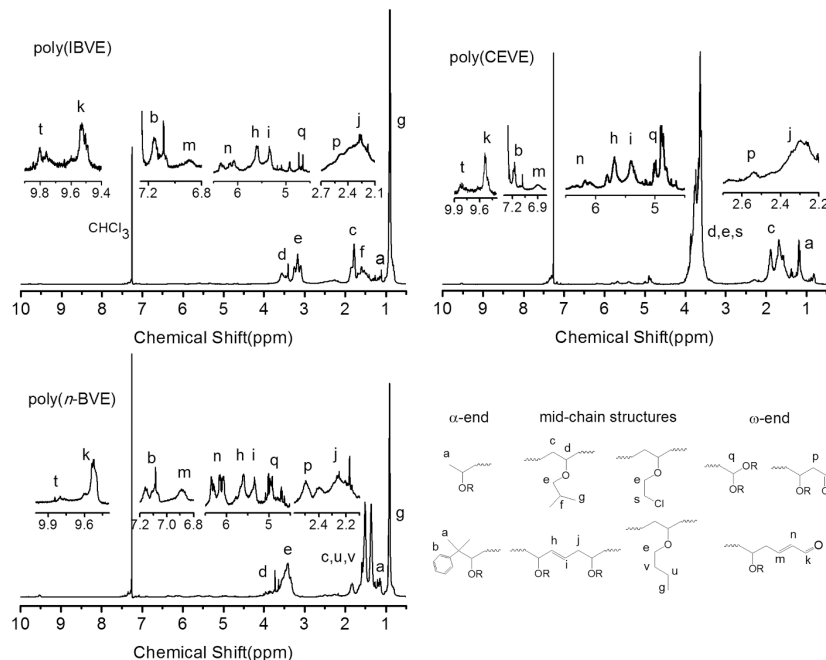 poly(IBVE)
t
k
b
m
n
h
i
q
p
j
g
9.8 9.6 9.4
7.2 6.8
6 5
2.7 2.4 2.1
CHCl3
d
e
c
f
a
10 9 8 7 6 5 4 3 2 1
Chemical Shift(ppm)
poly(CEVE)
t
k
b
m
n
h
i
q
p
j
9.9 9.6
7.2 6.9
6 5
2.6 2.4 2.2
d,e,s
c
a
10 9 8 7 6 5 4 3 2 1
Chemical Shift(ppm)
poly(n-BVE)
t
k
b
m
n
h
i
q
p
j
g
9.9 9.6
7.2 7.0 6.8
6 5
2.4 2.2
d
e
c,u,v
a
10 9 8 7 6 5 4 3 2 1
Chemical Shift(ppm)
α-end mid-chain structures ω-end
a
OR
c
d
O
e
g
f
O
e
s
Cl
q
OR
OR
p
OR
a
b
OR
h
j
i
OR
OR
O
e
v
u
g
n
O
OR
m
k